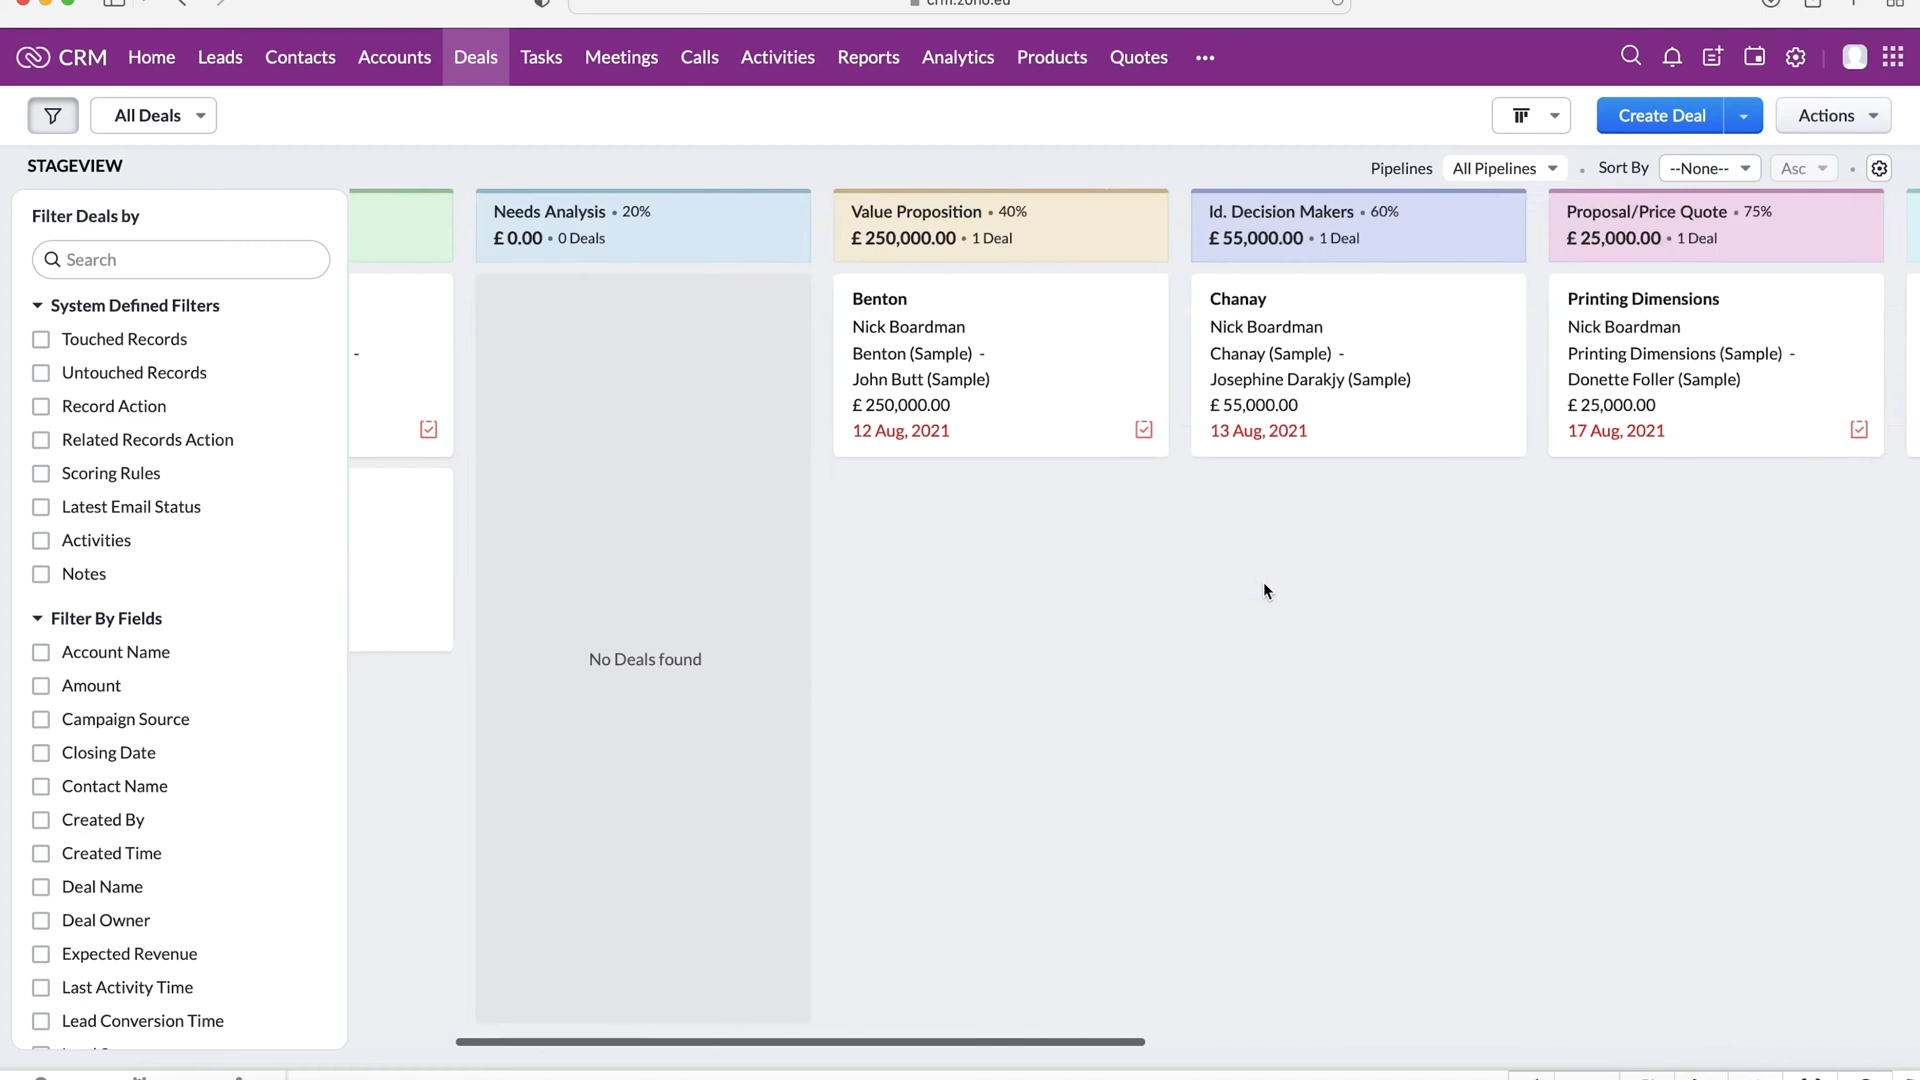 crm.zoho.eu
CRM Home Leads Contacts Accounts Deals Tasks Meetings Calls Activities Reports Analytics Products Quotes •••
All Deals
Create Deal
Actions
STAGEVIEW
Pipelines All Pipelines • Sort By --None-- Asc •
Filter Deals by
Search
System Defined Filters
Touched Records
Untouched Records
Record Action
Related Records Action
Scoring Rules
Latest Email Status
Activities
Notes
Filter By Fields
Account Name
Amount
Campaign Source
Closing Date
Contact Name
Created By
Created Time
Deal Name
Deal Owner
Expected Revenue
Last Activity Time
Lead Conversion Time
-
Needs Analysis • 20%
£ 0.00 • 0 Deals
No Deals found
Value Proposition • 40%
£ 250,000.00 • 1 Deal
Benton
Nick Boardman
Benton (Sample) -
John Butt (Sample)
£ 250,000.00
12 Aug, 2021
Id. Decision Makers • 60%
£ 55,000.00 • 1 Deal
Chanay
Nick Boardman
Chanay (Sample) -
Josephine Darakjy (Sample)
£ 55,000.00
13 Aug, 2021
Proposal/Price Quote • 75%
£ 25,000.00 • 1 Deal
Printing Dimensions
Nick Boardman
Printing Dimensions (Sample) -
Donette Foller (Sample)
£ 25,000.00
17 Aug, 2021